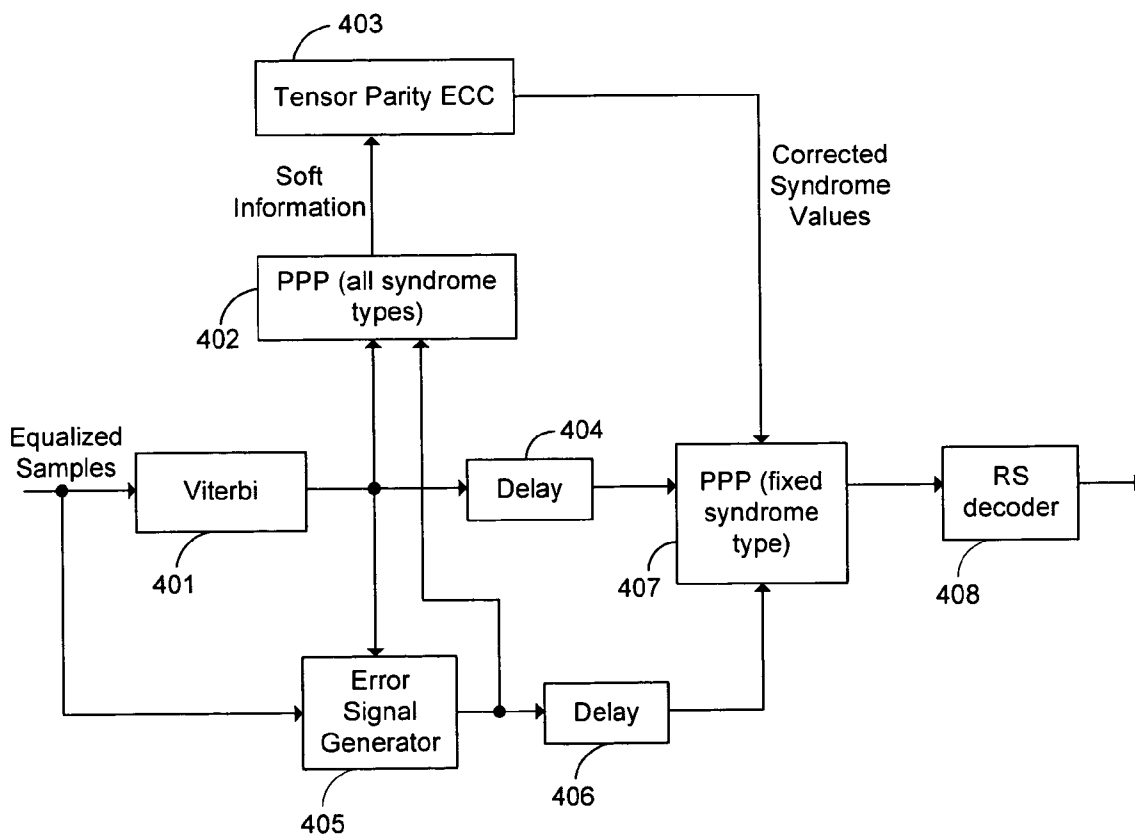 403
Tensor Parity ECC
Soft
Information
Corrected
Syndrome
Values
PPP (all syndrome
types)
402
Equalized
Samples
Viterbi
401
404
Delay
PPP (fixed
syndrome
type)
407
RS
decoder
408
Error
Signal
Generator
405
Delay
406